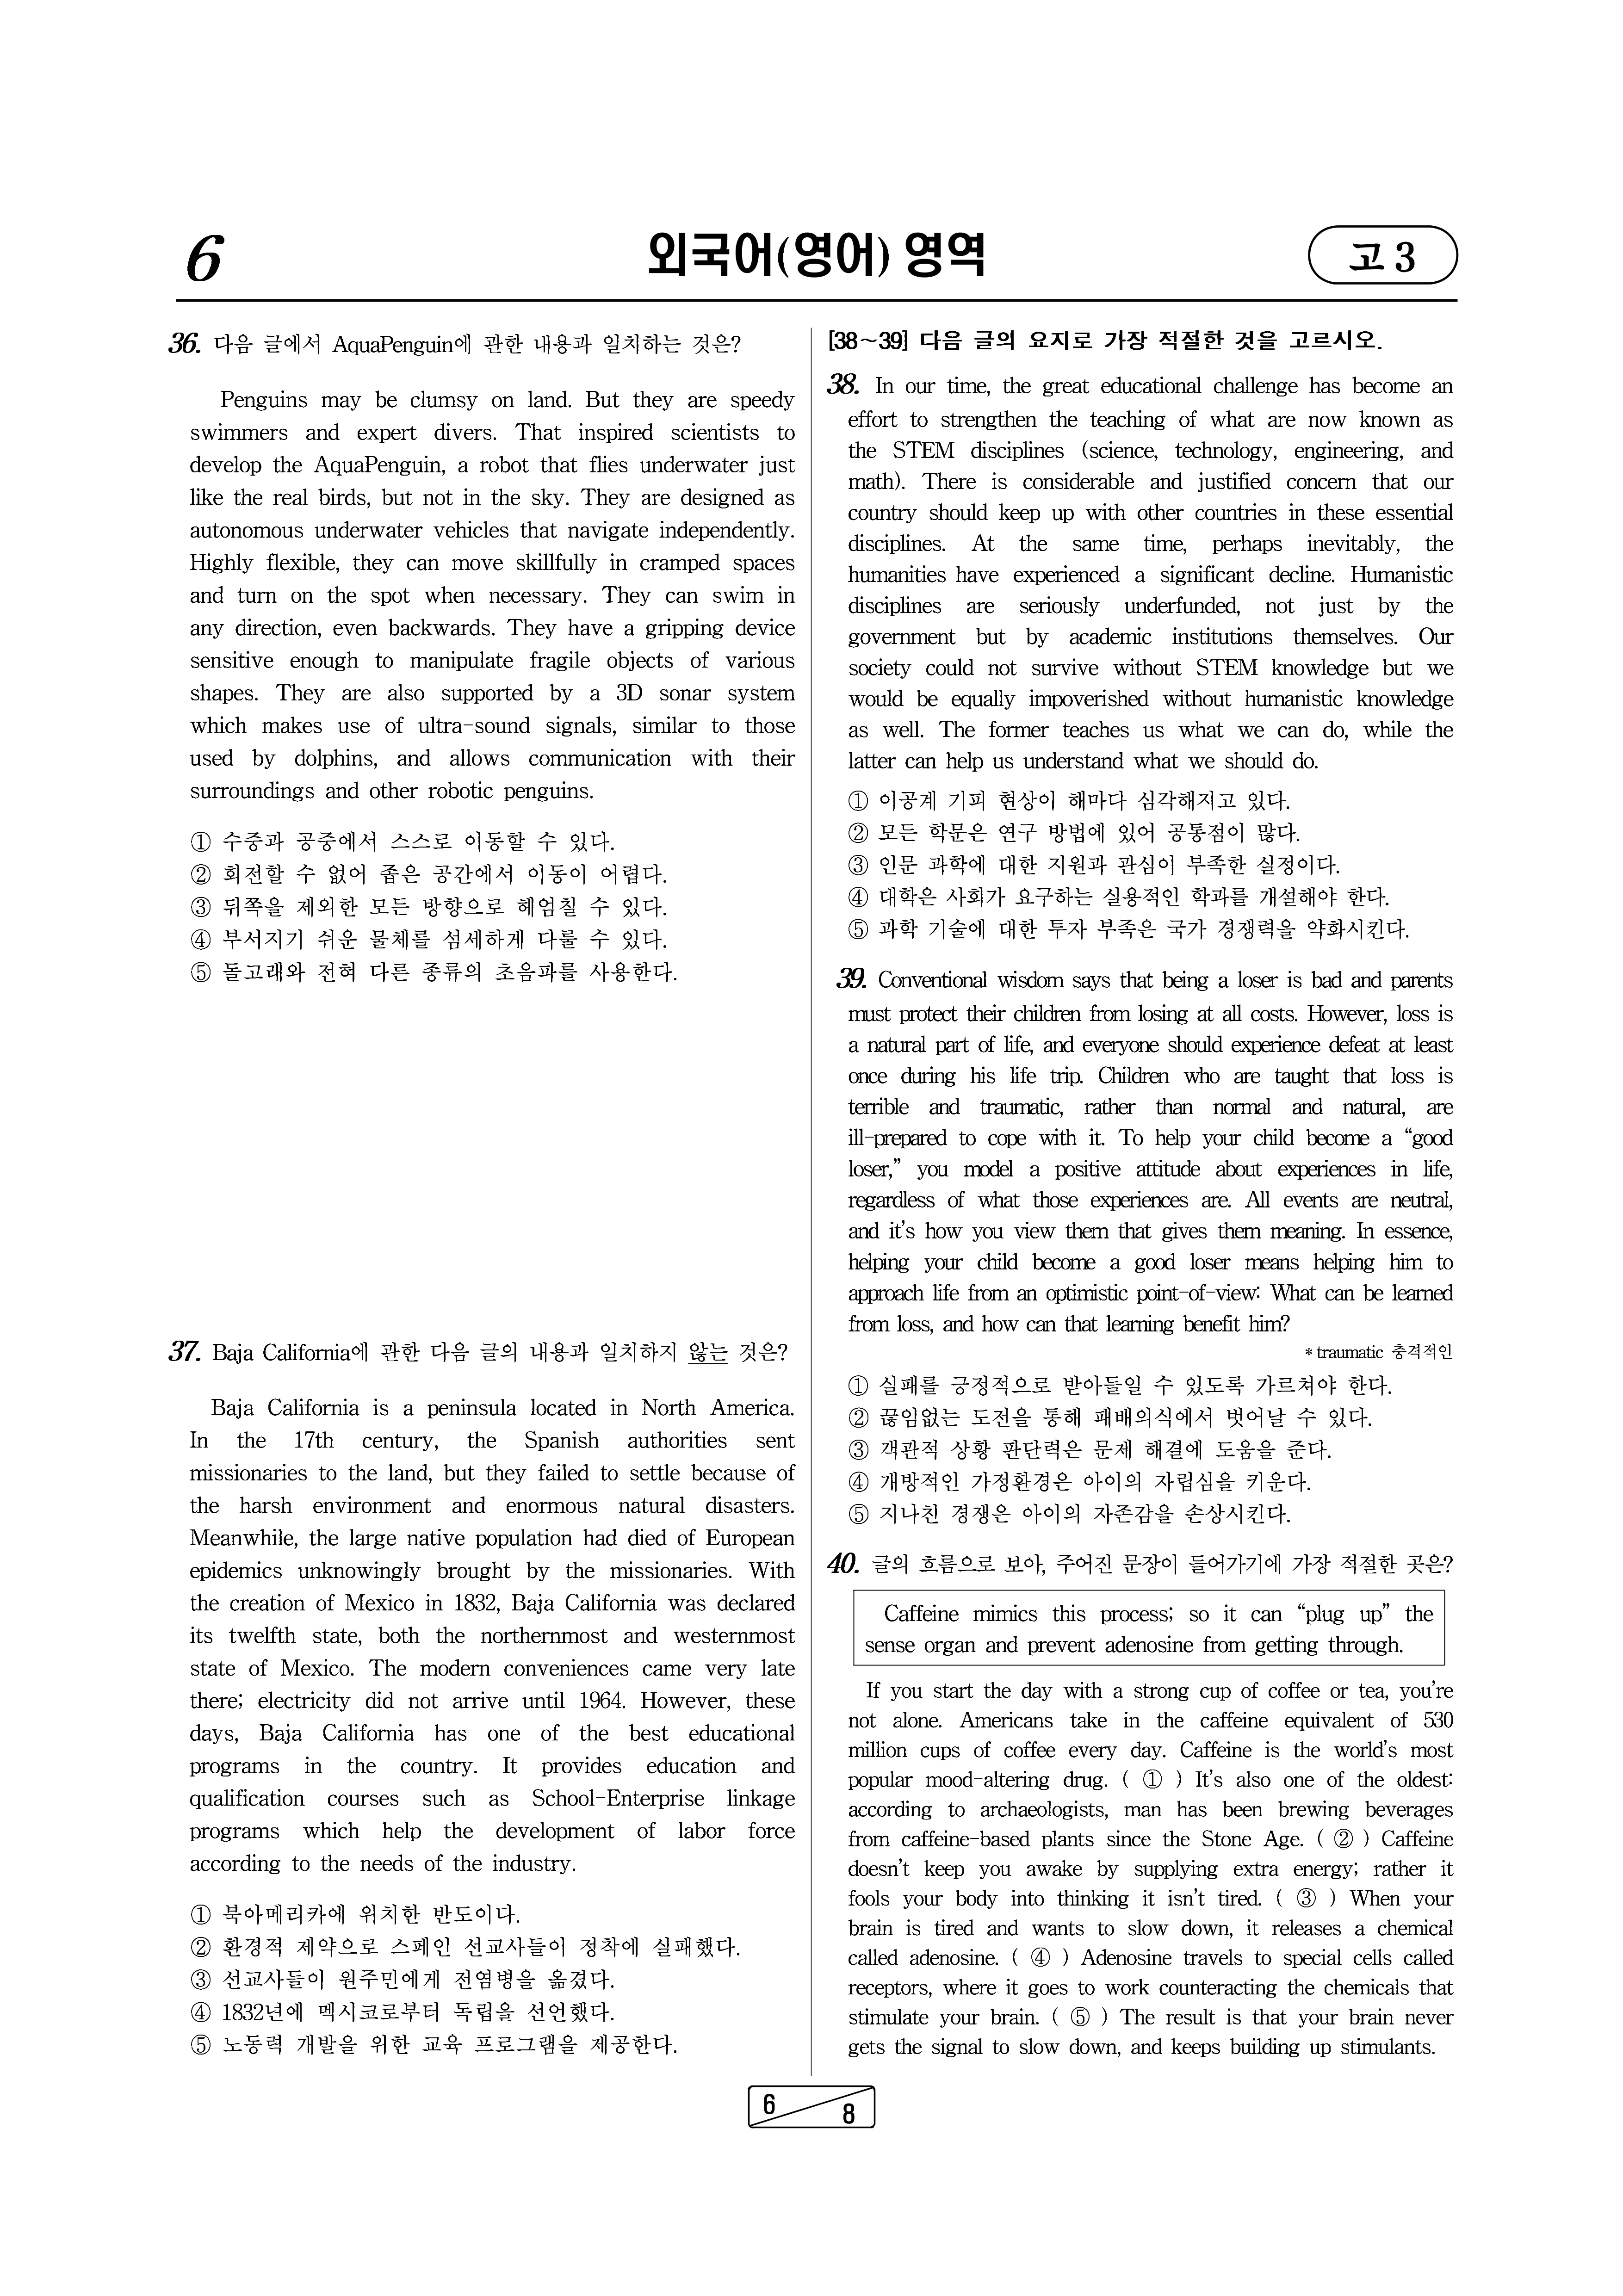 6
외국어(영어) 영역
고 3
36. 다음 글에서 AquaPenguin에 관한 내용과 일치하는 것은?
Penguins may be clumsy on land. But they are speedy
swimmers and expert divers. That inspired scientists to
develop the AquaPenguin, a robot that flies underwater just
like the real birds, but not in the sky. They are designed as
autonomous underwater vehicles that navigate independently.
Highly flexible, they can move skillfully in cramped spaces
and turn on the spot when necessary. They can swim in
any direction, even backwards. They have a gripping device
sensitive enough to manipulate fragile objects of various
shapes. They are also supported by a 3D sonar system
which makes use of ultra-sound signals, similar to those
used by dolphins, and allows communication with their
surroundings and other robotic penguins.
① 수중과 공중에서 스스로 이동할 수 있다.
② 회전할 수 없어 좁은 공간에서 이동이 어렵다.
③ 뒤쪽을 제외한 모든 방향으로 헤엄칠 수 있다.
④ 부서지기 쉬운 물체를 섬세하게 다룰 수 있다.
⑤ 돌고래와 전혀 다른 종류의 초음파를 사용한다.
37. Baja California에 관한 다음 글의 내용과 일치하지 않는 것은?
Baja California is a peninsula located in North America.
In the 17th century, the Spanish authorities sent
missionaries to the land, but they failed to settle because of
the harsh environment and enormous natural disasters.
Meanwhile, the large native population had died of European
epidemics unknowingly brought by the missionaries. With
the creation of Mexico in 1832, Baja California was declared
its twelfth state, both the northernmost and westernmost
state of Mexico. The modern conveniences came very late
there; electricity did not arrive until 1964. However, these
days, Baja California has one of the best educational
programs in the country. It provides education and
qualification courses such as School-Enterprise linkage
programs which help the development of labor force
according to the needs of the industry.
① 북아메리카에 위치한 반도이다.
② 환경적 제약으로 스페인 선교사들이 정착에 실패했다.
③ 선교사들이 원주민에게 전염병을 옮겼다.
④ 1832년에 멕시코로부터 독립을 선언했다.
⑤ 노동력 개발을 위한 교육 프로그램을 제공한다.
[38~39] 다음 글의 요지로 가장 적절한 것을 고르시오.
38. In our time, the great educational challenge has become an
effort to strengthen the teaching of what are now known as
the STEM disciplines (science, technology, engineering, and
math). There is considerable and justified concern that our
country should keep up with other countries in these essential
disciplines. At the same time, perhaps inevitably, the
humanities have experienced a significant decline. Humanistic
disciplines are seriously underfunded, not just by the
government but by academic institutions themselves. Our
society could not survive without STEM knowledge but we
would be equally impoverished without humanistic knowledge
as well. The former teaches us what we can do, while the
latter can help us understand what we should do.
① 이공계 기피 현상이 해마다 심각해지고 있다.
② 모든 학문은 연구 방법에 있어 공통점이 많다.
③ 인문 과학에 대한 지원과 관심이 부족한 실정이다.
④ 대학은 사회가 요구하는 실용적인 학과를 개설해야 한다.
⑤ 과학 기술에 대한 투자 부족은 국가 경쟁력을 약화시킨다.
39. Conventional wisdom says that being a loser is bad and parents
must protect their children from losing at all costs. However, loss is
a natural part of life, and everyone should experience defeat at least
once during his life trip. Children who are taught that loss is
terrible and traumatic, rather than normal and natural, are
ill-prepared to cope with it. To help your child become a “good
loser,” you model a positive attitude about experiences in life,
regardless of what those experiences are. All events are neutral,
and it’s how you view them that gives them meaning. In essence,
helping your child become a good loser means helping him to
approach life from an optimistic point-of-view: What can be learned
from loss, and how can that learning benefit him?
* traumatic 충격적인
① 실패를 긍정적으로 받아들일 수 있도록 가르쳐야 한다.
② 끊임없는 도전을 통해 패배의식에서 벗어날 수 있다.
③ 객관적 상황 판단력은 문제 해결에 도움을 준다.
④ 개방적인 가정환경은 아이의 자립심을 키운다.
⑤ 지나친 경쟁은 아이의 자존감을 손상시킨다.
40. 글의 흐름으로 보아, 주어진 문장이 들어가기에 가장 적절한 곳은?
Caffeine mimics this process; so it can “plug up” the
sense organ and prevent adenosine from getting through.
If you start the day with a strong cup of coffee or tea, you’re
not alone. Americans take in the caffeine equivalent of 530
million cups of coffee every day. Caffeine is the world’s most
popular mood-altering drug. ( ① ) It’s also one of the oldest:
according to archaeologists, man has been brewing beverages
from caffeine-based plants since the Stone Age. ( ② ) Caffeine
doesn’t keep you awake by supplying extra energy; rather it
fools your body into thinking it isn’t tired. ( ③ ) When your
brain is tired and wants to slow down, it releases a chemical
called adenosine. ( ④ ) Adenosine travels to special cells called
receptors, where it goes to work counteracting the chemicals that
stimulate your brain. ( ⑤ ) The result is that your brain never
gets the signal to slow down, and keeps building up stimulants.
6
8